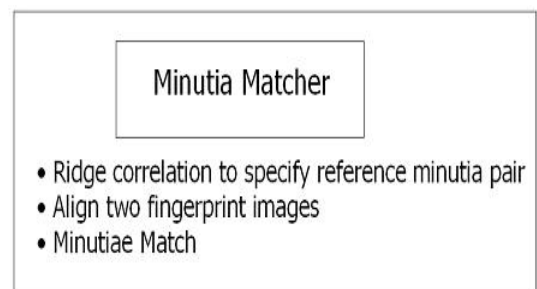 Minutia Matcher
• Ridge correlation to specify reference minutia pair
• Align two fingerprint images
• Minutiae Match